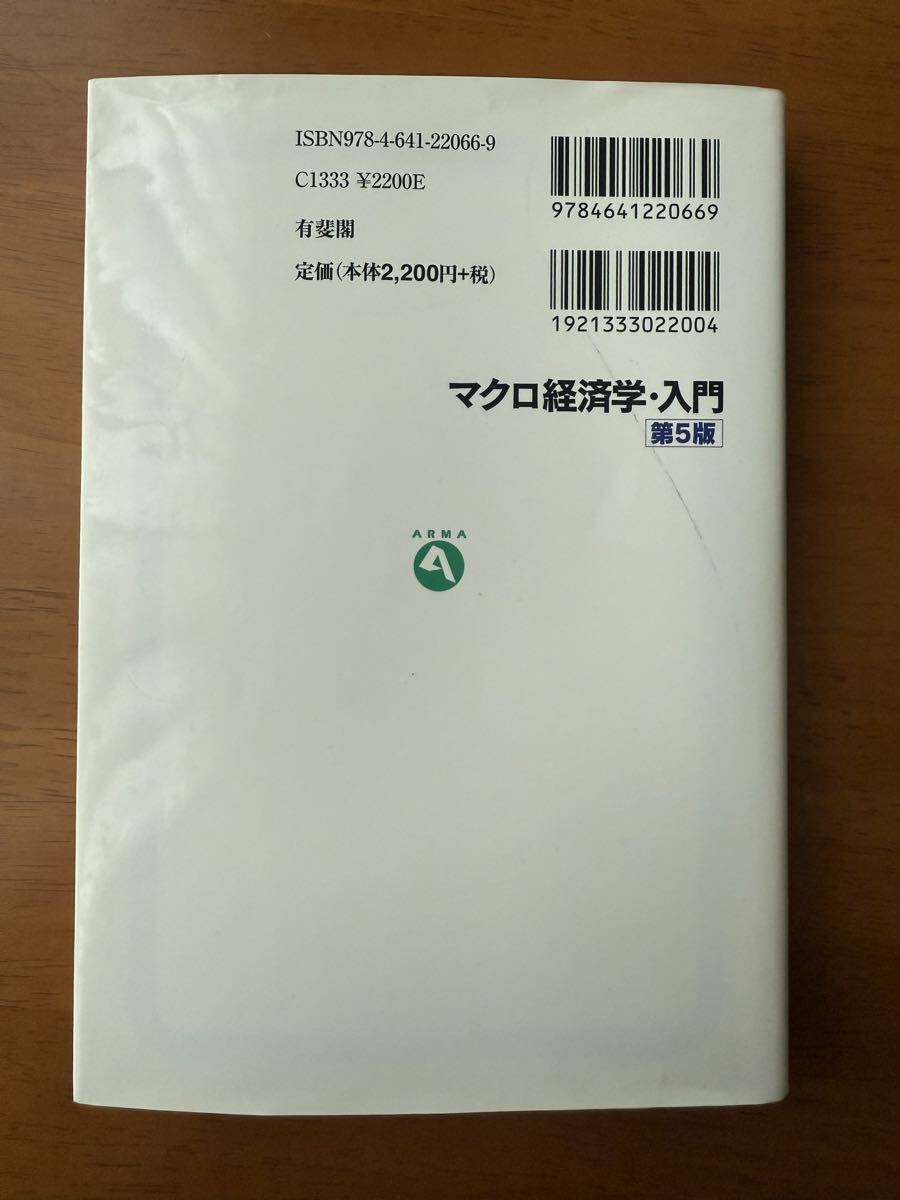 ISBN978-4-641-22066-9
C1333 ¥2200E
有斐閣
定価(本体2,200円+税)
9784641220669
1921333022004
マクロ経済学・入門
第5版
ARMA